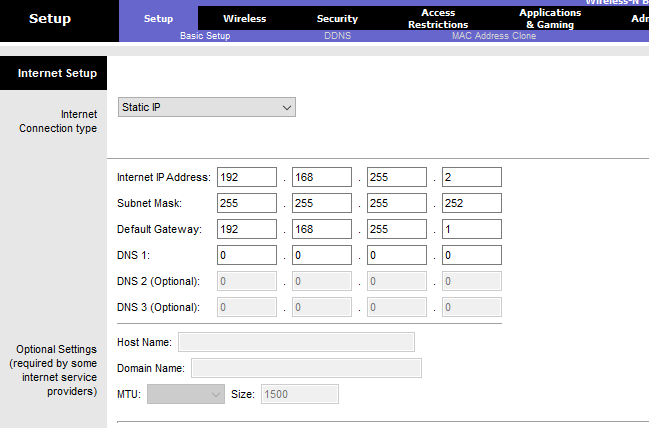 Wireless-N B
Setup
Setup Wireless Security Access Restrictions Applications & Gaming Adr
Basic Setup DDNS MAC Address Clone
Internet Setup
Internet Connection type
Static IP
Internet IP Address: 192 . 168 . 255 . 2
Subnet Mask: 255 . 255 . 255 . 252
Default Gateway: 192 . 168 . 255 . 1
DNS 1: 0 . 0 . 0 . 0
DNS 2 (Optional): 0 . 0 . 0 . 0
DNS 3 (Optional): 0 . 0 . 0 . 0
Optional Settings
(required by some
internet service
providers)
Host Name:
Domain Name:
MTU: Size: 1500